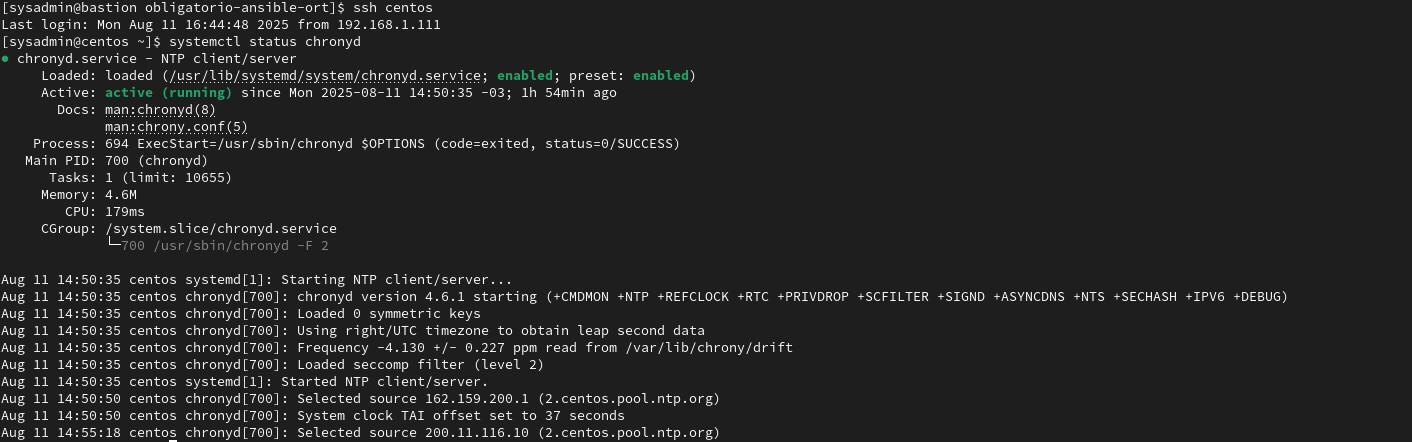 [sysadmin@bastion obligatorio-ansible-ort]$ ssh centos
Last login: Mon Aug 11 16:44:48 2025 from 192.168.1.111
[sysadmin@centos ~]$ systemctl status chronyd
● chronyd.service - NTP client/server
     Loaded: loaded (/usr/lib/systemd/system/chronyd.service; enabled; preset: enabled)
     Active: active (running) since Mon 2025-08-11 14:50:35 -03; 1h 54min ago
       Docs: man:chronyd(8)
             man:chrony.conf(5)
    Process: 694 ExecStart=/usr/sbin/chronyd $OPTIONS (code=exited, status=0/SUCCESS)
   Main PID: 700 (chronyd)
      Tasks: 1 (limit: 10655)
     Memory: 4.6M
        CPU: 179ms
     CGroup: /system.slice/chronyd.service
             └─700 /usr/sbin/chronyd -F 2

Aug 11 14:50:35 centos systemd[1]: Starting NTP client/server...
Aug 11 14:50:35 centos chronyd[700]: chronyd version 4.6.1 starting (+CMDMON +NTP +REFCLOCK +RTC +PRIVDROP +SCFILTER +SIGND +ASYNCDNS +NTS +SECHASH +IPV6 +DEBUG)
Aug 11 14:50:35 centos chronyd[700]: Loaded 0 symmetric keys
Aug 11 14:50:35 centos chronyd[700]: Using right/UTC timezone to obtain leap second data
Aug 11 14:50:35 centos chronyd[700]: Frequency -4.130 +/- 0.227 ppm read from /var/lib/chrony/drift
Aug 11 14:50:35 centos chronyd[700]: Loaded seccomp filter (level 2)
Aug 11 14:50:35 centos systemd[1]: Started NTP client/server.
Aug 11 14:50:50 centos chronyd[700]: Selected source 162.159.200.1 (2.centos.pool.ntp.org)
Aug 11 14:50:50 centos chronyd[700]: System clock TAI offset set to 37 seconds
Aug 11 14:55:18 centos chronyd[700]: Selected source 200.11.116.10 (2.centos.pool.ntp.org)